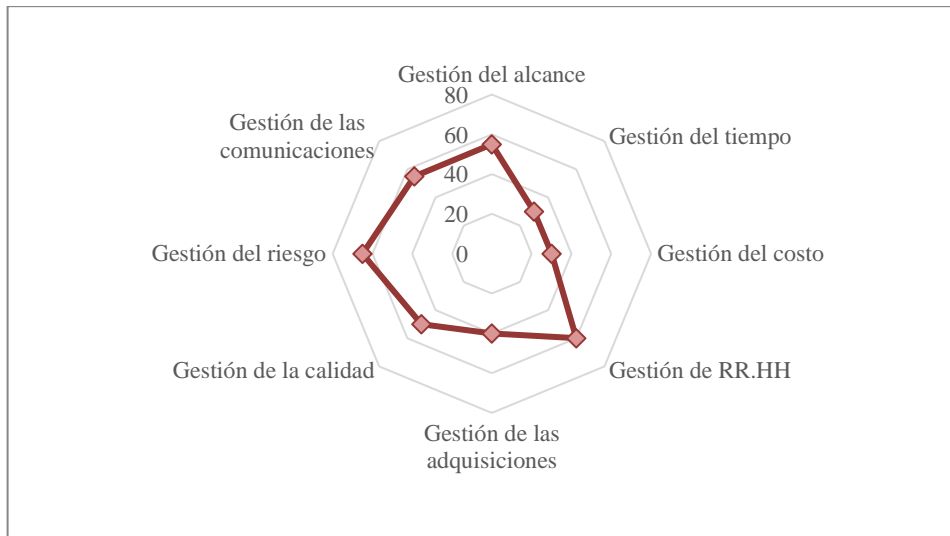 Gestión del alcance
80
60
40
20
0
Gestión del tiempo
Gestión del costo
Gestión de RR.HH
Gestión de las
adquisiciones
Gestión de la calidad
Gestión del riesgo
Gestión de las
comunicaciones